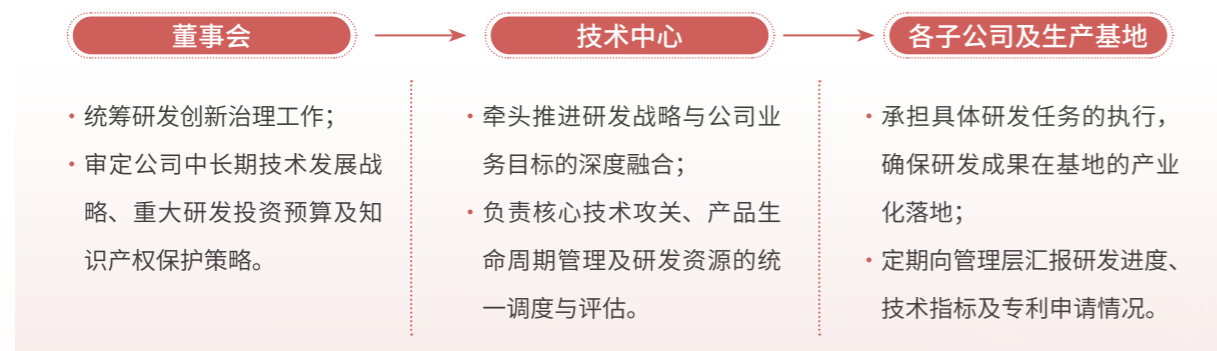 董事会
·统筹研发创新治理工作；
·审定公司中长期技术发展战
略、重大研发投资预算及知
识产权保护策略。
技术中心
·牵头推进研发战略与公司业
务目标的深度融合；
·负责核心技术攻关、产品生
命周期管理及研发资源的统
一调度与评估。
各子公司及生产基地
·承担具体研发任务的执行，
确保研发成果在基地的产业
化落地；
·定期向管理层汇报研发进度、
技术指标及专利申请情况。